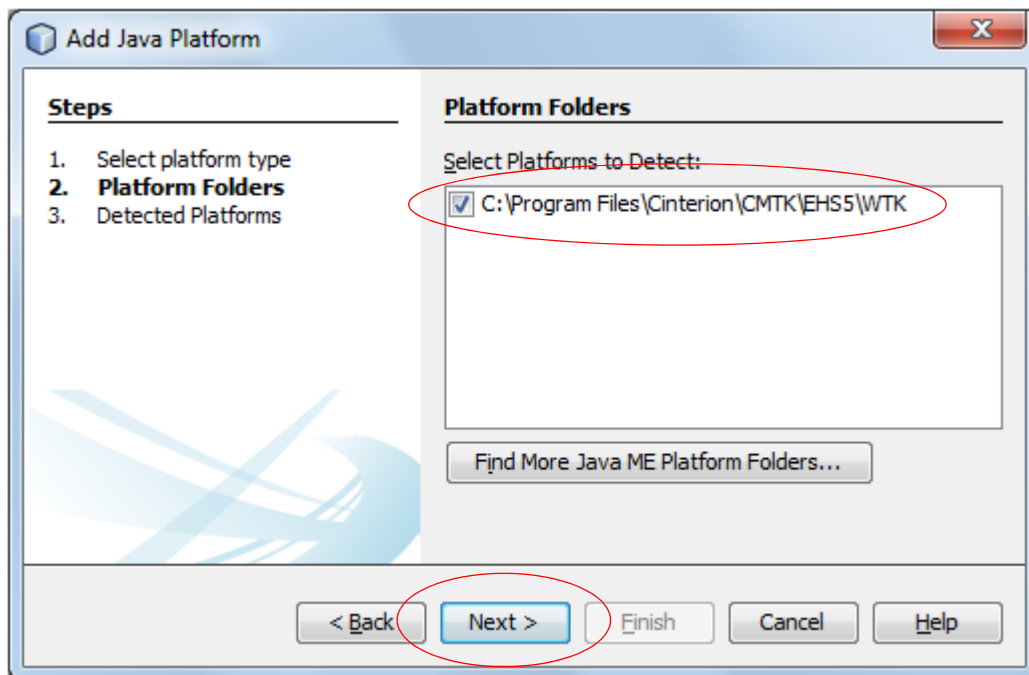 Add Java Platform
Steps
1. Select platform type
2. Platform Folders
3. Detected Platforms
Platform Folders
Select Platforms to Detect:
C:\Program Files\Cinterion\CMTK\EHS5\WTK
Find More Java ME Platform Folders...
< Back Next > Finish Cancel Help